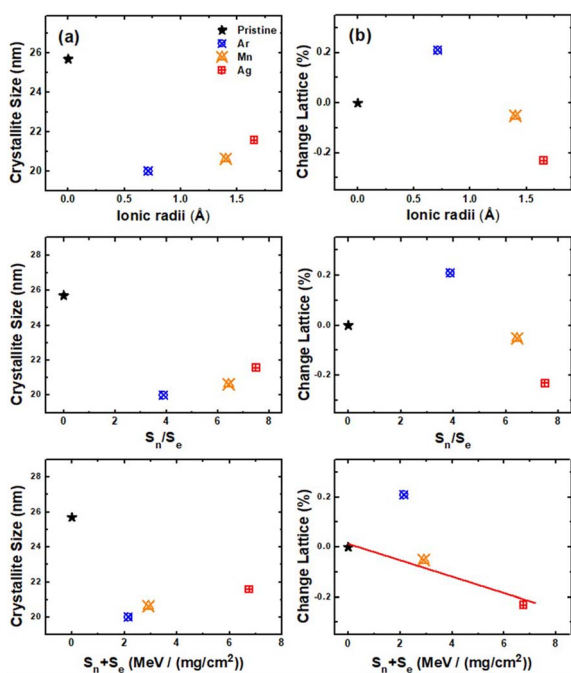 (a)
Pristine
Ar
Mn
Ag
Crystallite Size (nm)
26
24
22
20
0.0 0.5 1.0 1.5
Ionic radii (Å)
(b)
Change Lattice (%)
0.2
0.0
-0.2
0.0 0.5 1.0 1.5
Ionic radii (Å)
Crystallite Size (nm)
28
26
24
22
20
0 2 4 6 8
Sn/Se
Change Lattice (%)
0.2
0.0
-0.2
0 2 4 6 8
Sn/Se
Crystallite Size (nm)
28
26
24
22
20
0 2 4 6 8
Sn+Se (MeV / (mg/cm²))
Change Lattice (%)
0.2
0.0
-0.2
0 2 4 6 8
Sn+Se (MeV / (mg/cm²))